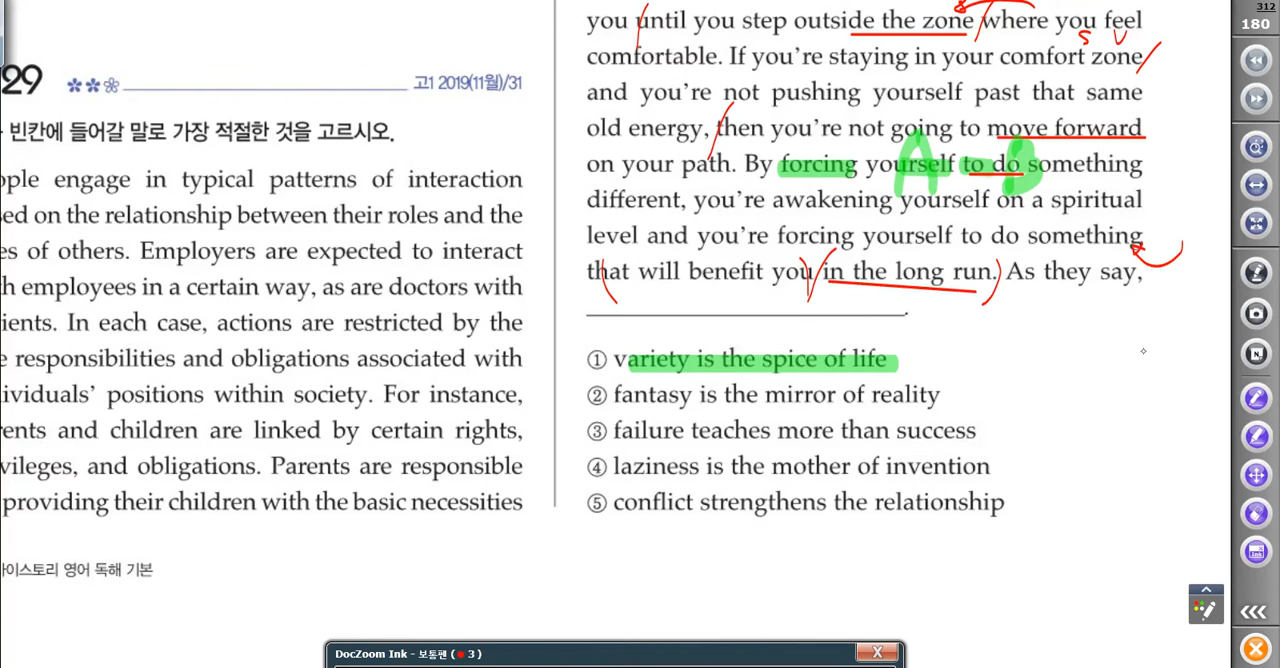 29
고1 2019(11월)/31
빈칸에 들어갈 말로 가장 적절한 것을 고르시오.
ople engage in typical patterns of interaction
sed on the relationship between their roles and the
es of others. Employers are expected to interact
h employees in a certain way, as are doctors with
ients. In each case, actions are restricted by the
e responsibilities and obligations associated with
ividuals' positions within society. For instance,
rents and children are linked by certain rights,
vileges, and obligations. Parents are responsible
providing their children with the basic necessities
이스토리 영어 독해 기본
you until you step outside the zone where you feel
S V
comfortable. If you're staying in your comfort zone
and you're not pushing yourself past that same
old energy, then you're not going to move forward
A - B
on your path. By forcing yourself to do something
different, you're awakening yourself on a spiritual
level and you're forcing yourself to do something
that will benefit you in the long run. As they say,
.
① variety is the spice of life
② fantasy is the mirror of reality
③ failure teaches more than success
④ laziness is the mother of invention
⑤ conflict strengthens the relationship
DocZoom Ink - 보통펜 (● 3 )
X
312
180
N
Ink